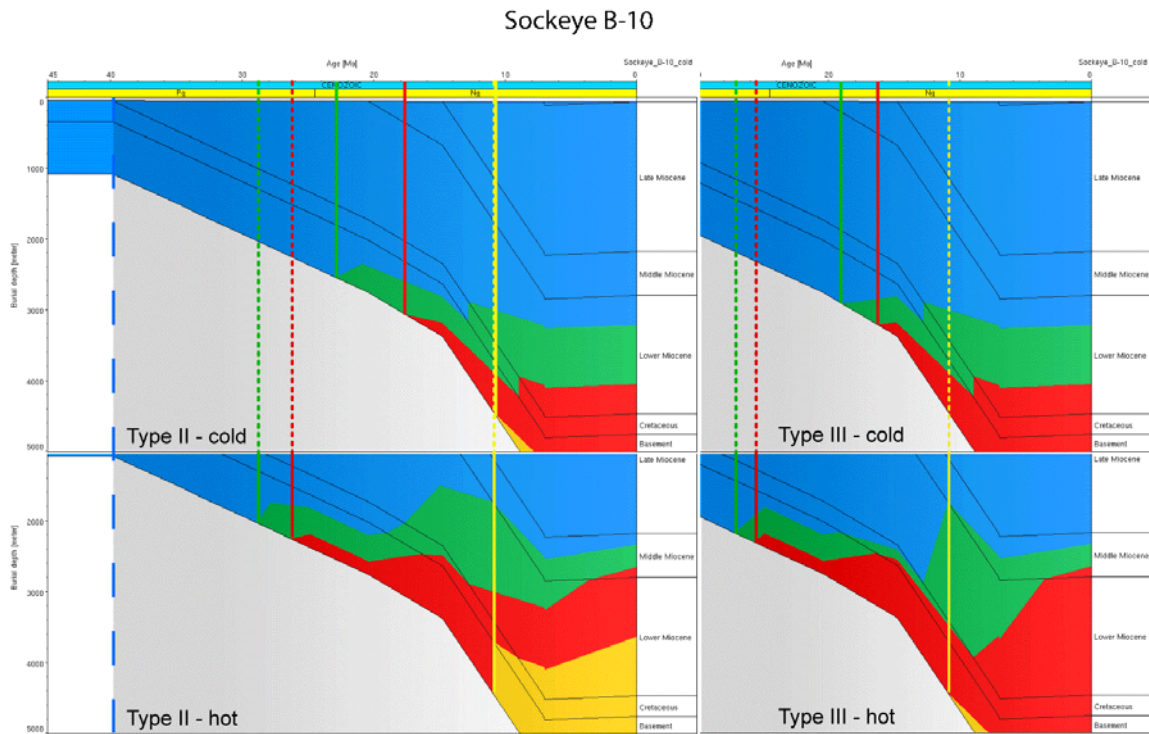 Sockeye B-10
Age [Ma] Sockeye_B-10_cold
45 40 30 20 10 0
CENOZOIC
Pg Ng
Burial depth [meter]
0
1000
2000
3000
4000
5000
Late Miocene
Middle Miocene
Lower Miocene
Cretaceous
Basement
Type II - cold
Age [Ma] Sockeye_B-10_cold
20 10 0
CENOZOIC
Ng
Late Miocene
Middle Miocene
Lower Miocene
Cretaceous
Basement
Type III - cold
Burial depth [meter]
2000
3000
4000
5000
Late Miocene
Middle Miocene
Lower Miocene
Cretaceous
Basement
Type II - hot
Late Miocene
Middle Miocene
Lower Miocene
Cretaceous
Basement
Type III - hot